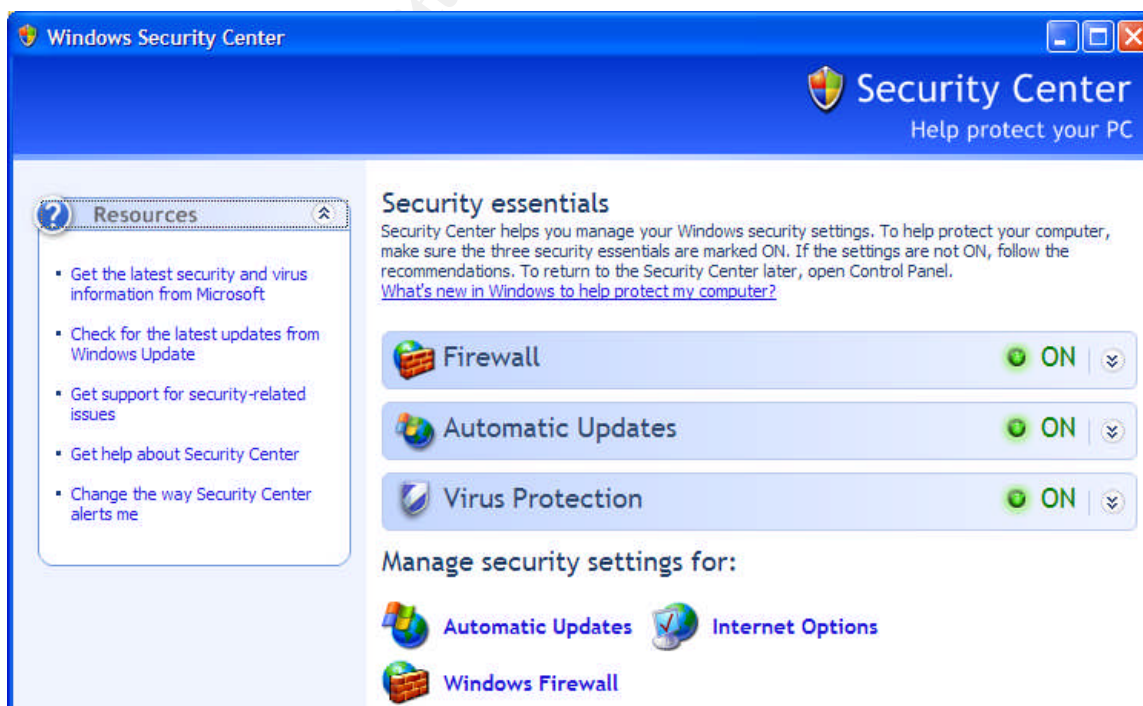 Windows Security Center
Security Center
Help protect your PC
Resources
Get the latest security and virus
information from Microsoft
Check for the latest updates from
Windows Update
Get support for security-related
issues
Get help about Security Center
Change the way Security Center
alerts me
Security essentials
Security Center helps you manage your Windows security settings. To help protect your computer,
make sure the three security essentials are marked ON. If the settings are not ON, follow the
recommendations. To return to the Security Center later, open Control Panel.
What's new in Windows to help protect my computer?
Firewall ON
Automatic Updates ON
Virus Protection ON
Manage security settings for:
Automatic Updates Internet Options
Windows Firewall